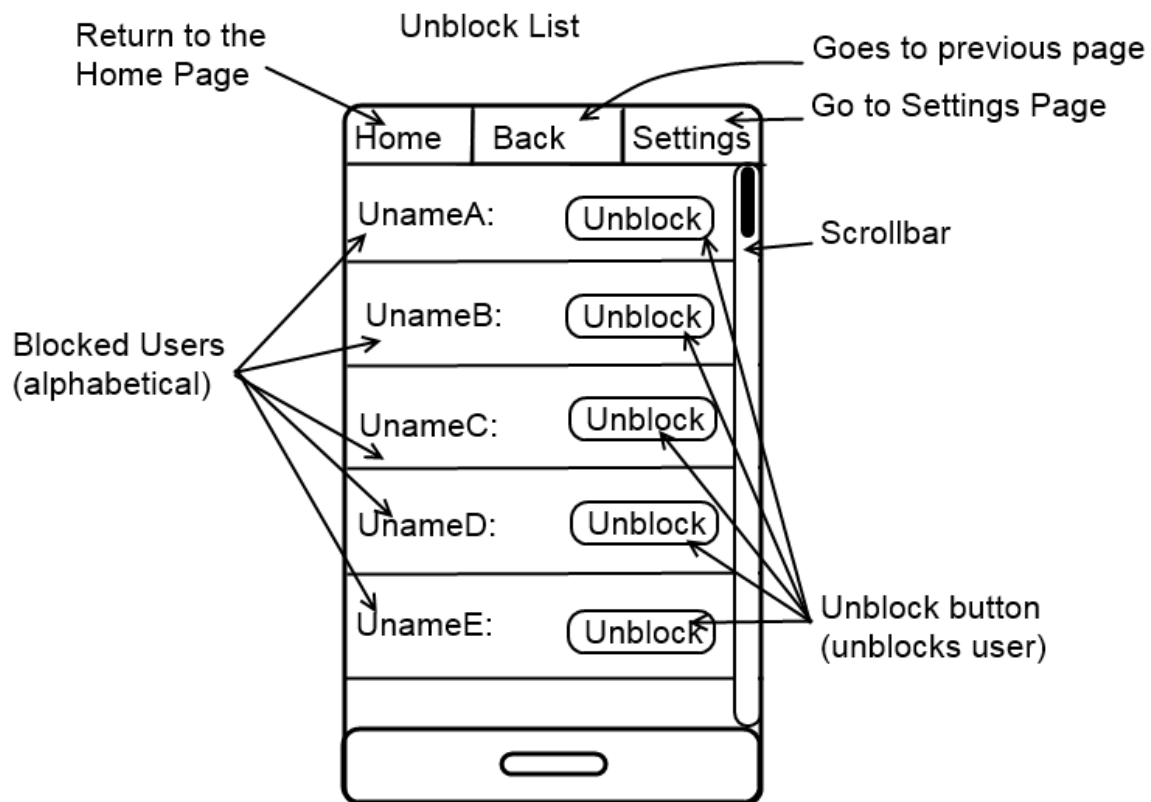 Unblock List
Return to the
Home Page
Goes to previous page
Go to Settings Page
Home Back Settings
UnameA: Unblock
Scrollbar
UnameB: Unblock
Blocked Users
(alphabetical)
UnameC: Unblock
UnameD: Unblock
UnameE: Unblock
Unblock button
(unblocks user)